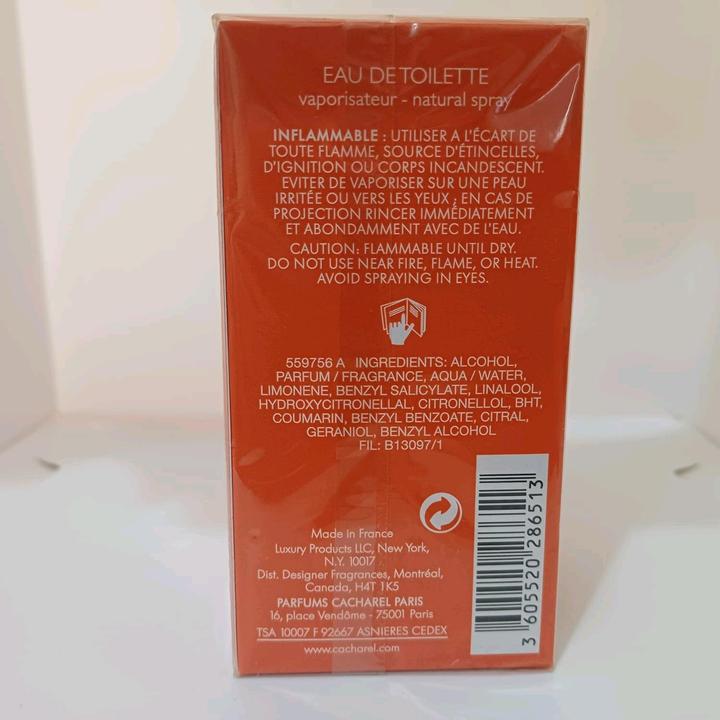 EAU DE TOILETTE
vaporisateur - natural spray
INFLAMMABLE : UTILISER A L'ÉCART DE
TOUTE FLAMME, SOURCE D'ÉTINCELLES,
D'IGNITION OU CORPS INCANDESCENT.
EVITER DE VAPORISER SUR UNE PEAU
IRRITÉE OU VERS LES YEUX ; EN CAS DE
PROJECTION RINCER IMMÉDIATEMENT
ET ABONDAMMENT AVEC DE L'EAU.
CAUTION: FLAMMABLE UNTIL DRY.
DO NOT USE NEAR FIRE, FLAME, OR HEAT.
AVOID SPRAYING IN EYES.
559756 A INGREDIENTS: ALCOHOL,
PARFUM / FRAGRANCE, AQUA / WATER,
LIMONENE, BENZYL SALICYLATE, LINALOOL,
HYDROXYCITRONELLAL, CITRONELLOL, BHT,
COUMARIN, BENZYL BENZOATE, CITRAL,
GERANIOL, BENZYL ALCOHOL
FIL: B13097/1
Made in France
Luxury Products LLC, New York,
N.Y. 10017
Dist. Designer Fragrances, Montréal,
Canada, H4T 1K5
PARFUMS CACHAREL PARIS
16, place Vendôme - 75001 Paris
TSA 10007 F 92667 ASNIERES CEDEX
www.cacharel.com
3 605520 286513